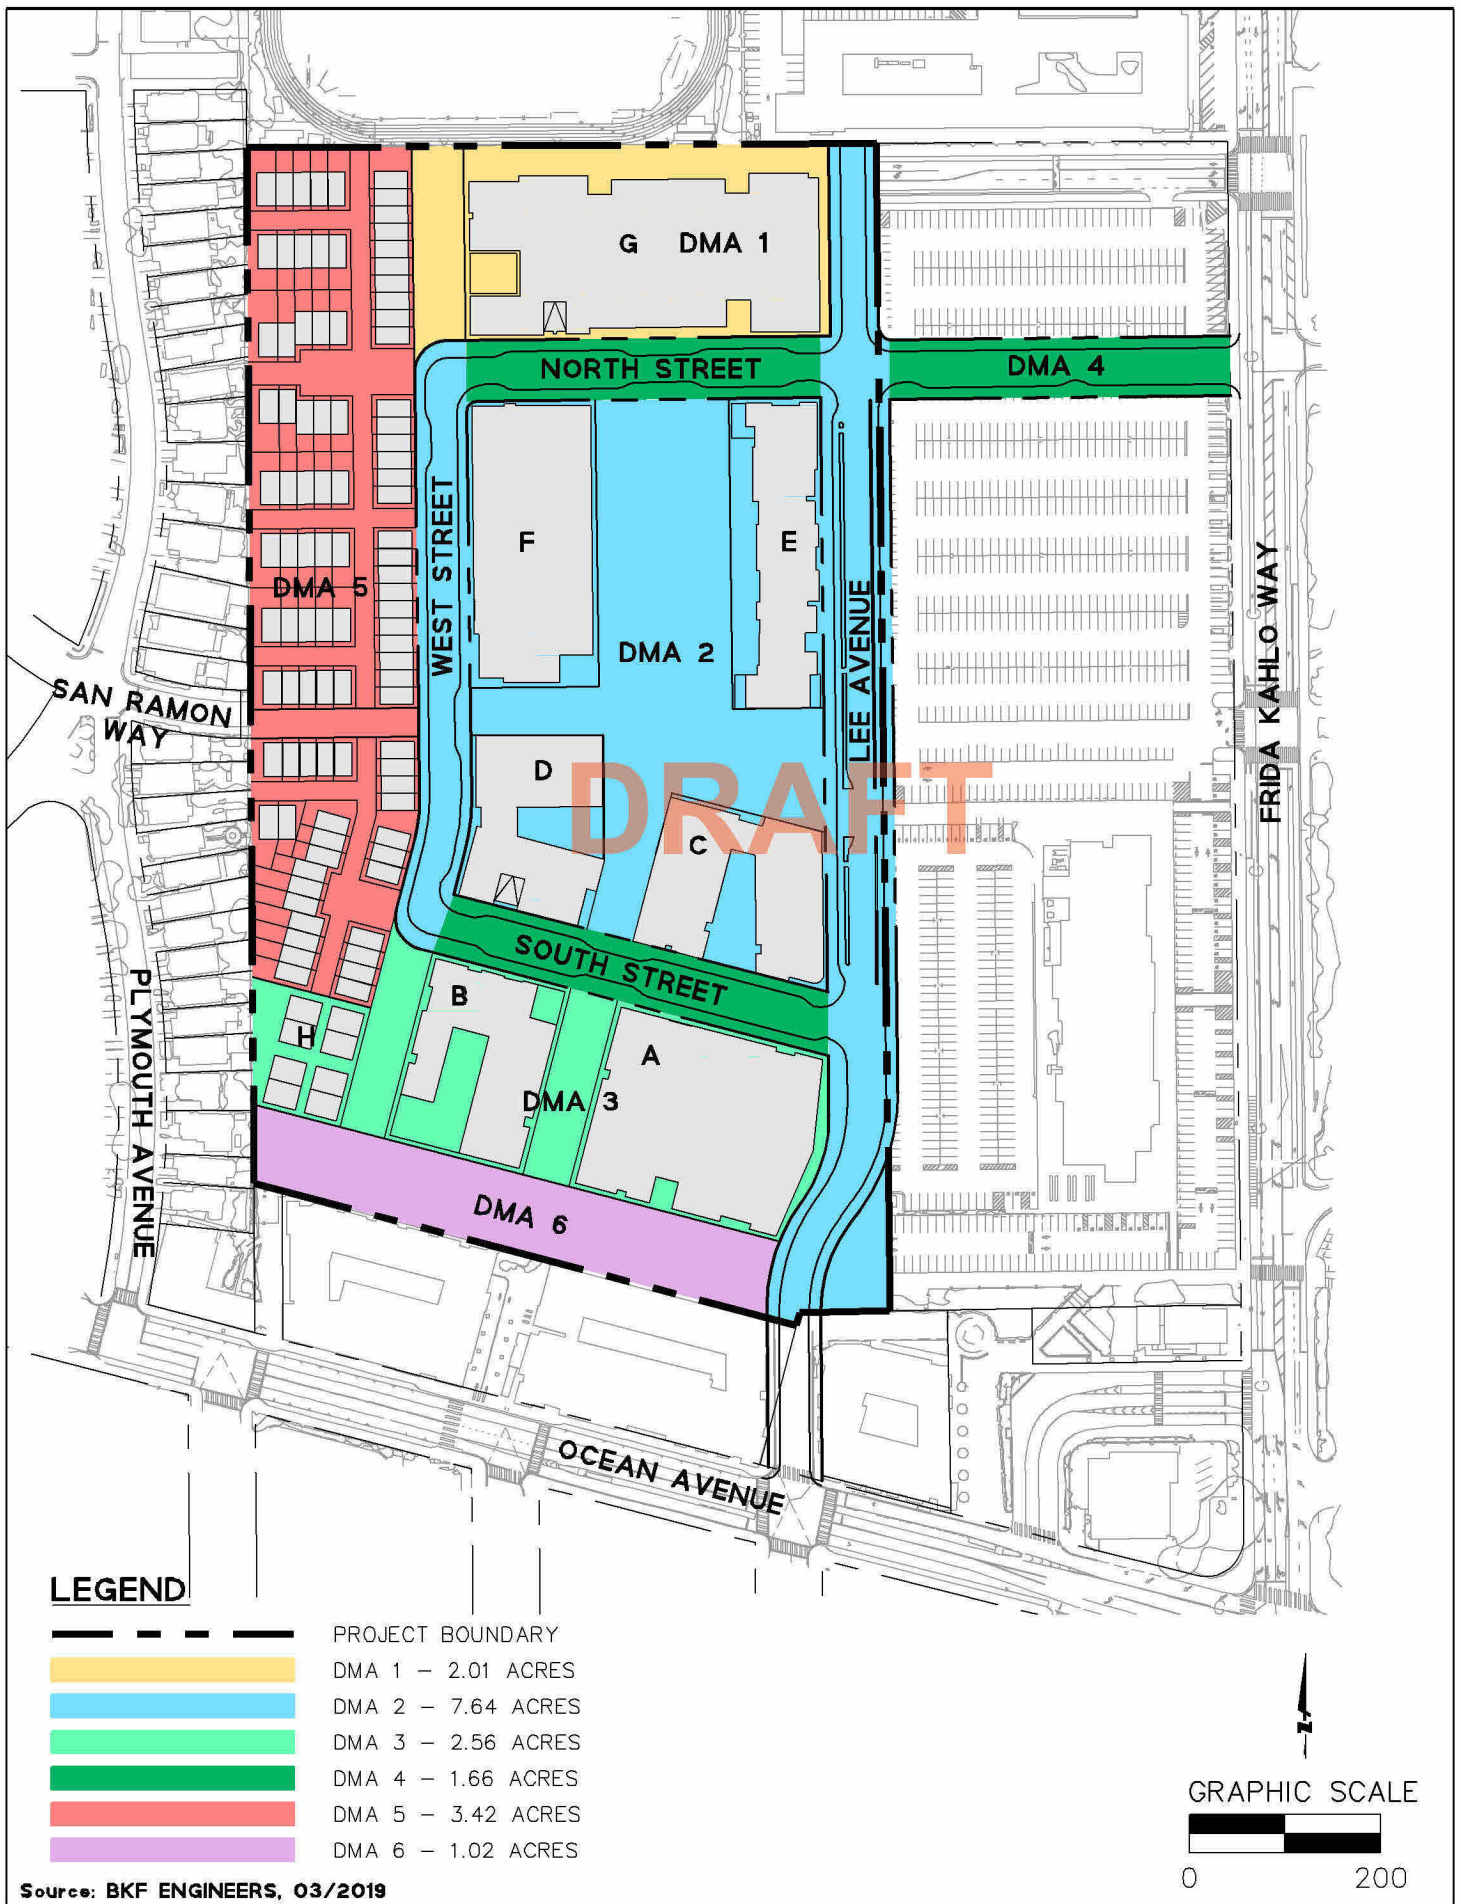 G DMA 1
NORTH STREET
DMA 4
WEST STREET
F
E
DMA 5
DMA 2
LEE AVENUE
FRIDA KAHLO WAY
SAN RAMON
WAY
D
DRAFT
C
SOUTH STREET
PLYMOUTH AVENUE
B
H
A
DMA 3
DMA 6
OCEAN AVENUE
LEGEND
PROJECT BOUNDARY
DMA 1 – 2.01 ACRES
DMA 2 – 7.64 ACRES
DMA 3 – 2.56 ACRES
DMA 4 – 1.66 ACRES
DMA 5 – 3.42 ACRES
DMA 6 – 1.02 ACRES
GRAPHIC SCALE
0 200
Source: BKF ENGINEERS, 03/2019